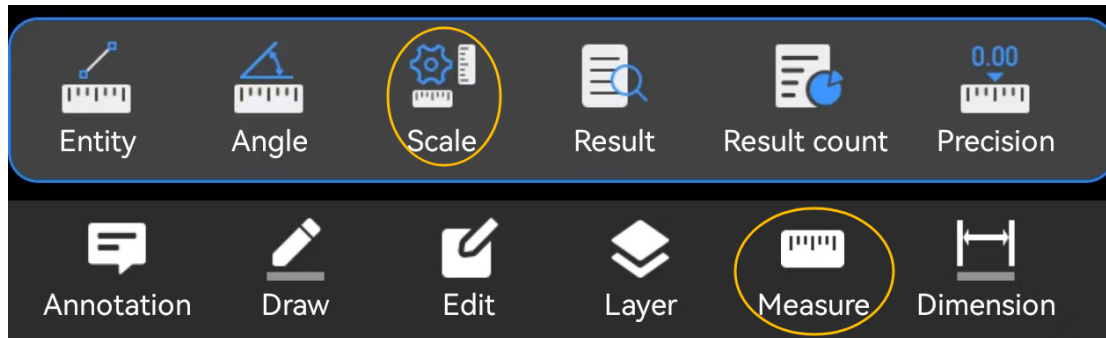 0.00
Entity Angle Scale Result Result count Precision
Annotation Draw Edit Layer Measure Dimension